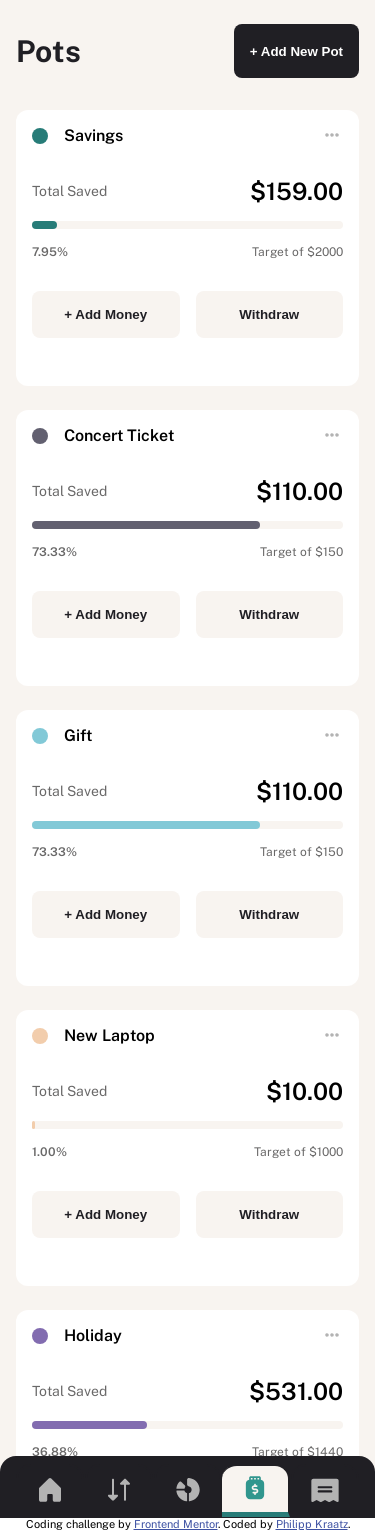 Pots
+ Add New Pot
Savings
Total Saved $159.00
7.95% Target of $2000
+ Add Money Withdraw
Concert Ticket
Total Saved $110.00
73.33% Target of $150
+ Add Money Withdraw
Gift
Total Saved $110.00
73.33% Target of $150
+ Add Money Withdraw
New Laptop
Total Saved $10.00
1.00% Target of $1000
+ Add Money Withdraw
Holiday
Total Saved $531.00
36.88% Target of $1440
Coding challenge by Frontend Mentor. Coded by Philipp Kraatz.